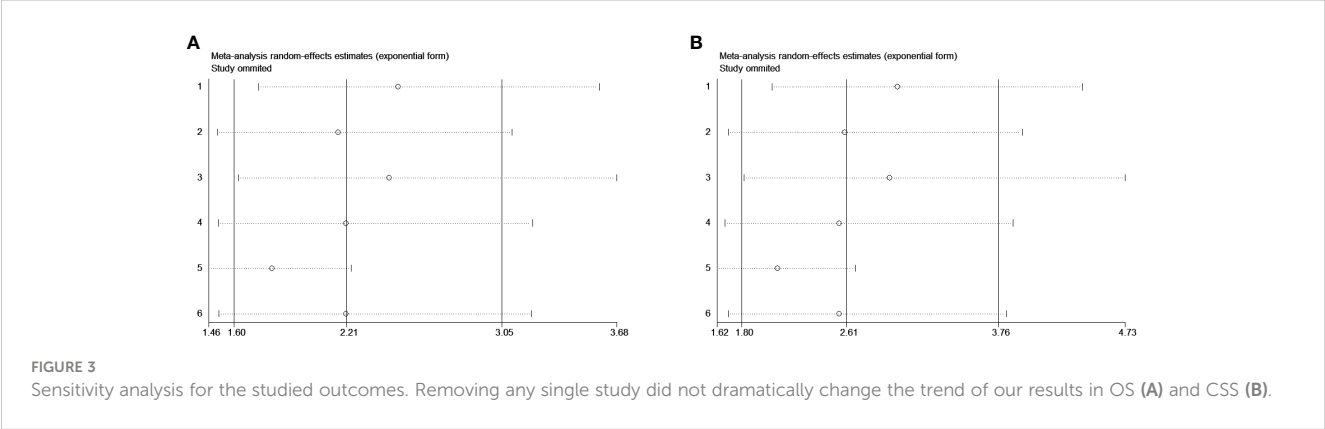 A
Meta-analysis random-effects estimates (exponential form)
Study ommited
1
2
3
4
5
6
1.46 1.60 2.21 3.05 3.68
B
Meta-analysis random-effects estimates (exponential form)
Study ommited
1
2
3
4
5
6
1.62 1.80 2.61 3.76 4.73
FIGURE 3
Sensitivity analysis for the studied outcomes. Removing any single study did not dramatically change the trend of our results in OS (A) and CSS (B).